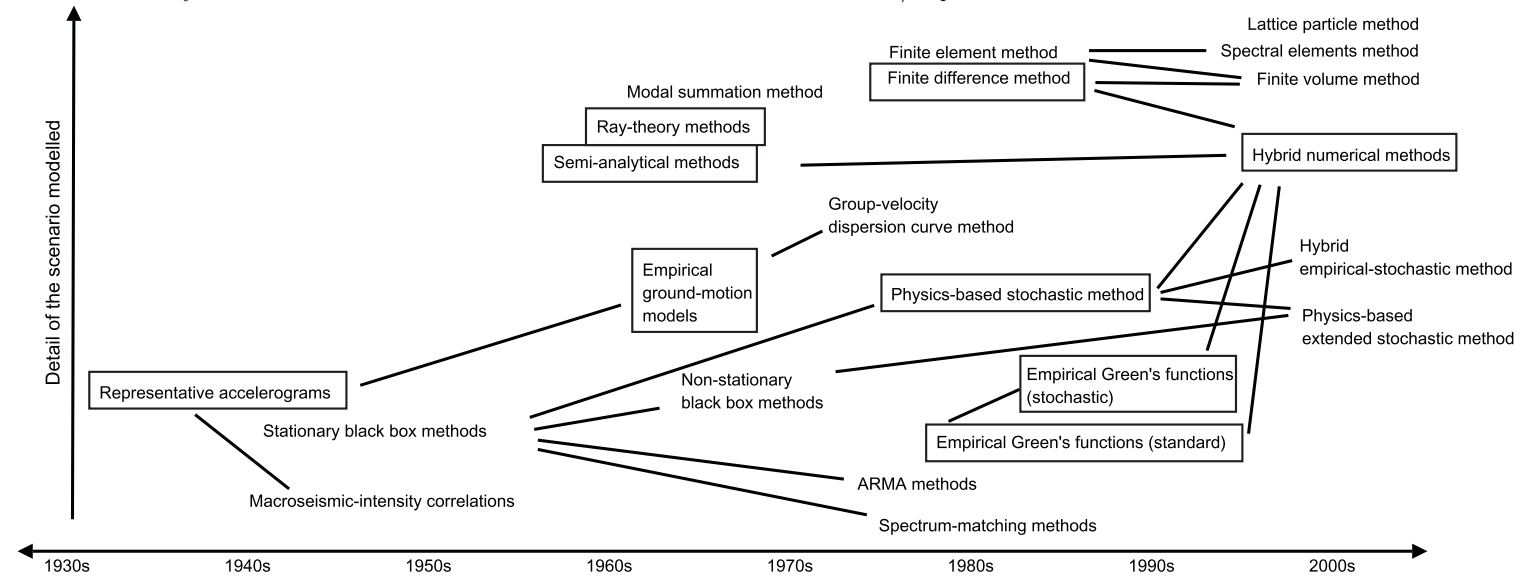 Lattice particle method
Finite element method
Spectral elements method
Finite difference method
Finite volume method
Modal summation method
Ray-theory methods
Semi-analytical methods
Hybrid numerical methods
Group-velocity
dispersion curve method
Empirical
ground-motion
models
Hybrid
empirical-stochastic method
Physics-based stochastic method
Physics-based
extended stochastic method
Detail of the scenario modelled
Representative accelerograms
Non-stationary
black box methods
Empirical Green's functions
(stochastic)
Stationary black box methods
Empirical Green's functions (standard)
ARMA methods
Macroseismic-intensity correlations
Spectrum-matching methods
1930s 1940s 1950s 1960s 1970s 1980s 1990s 2000s